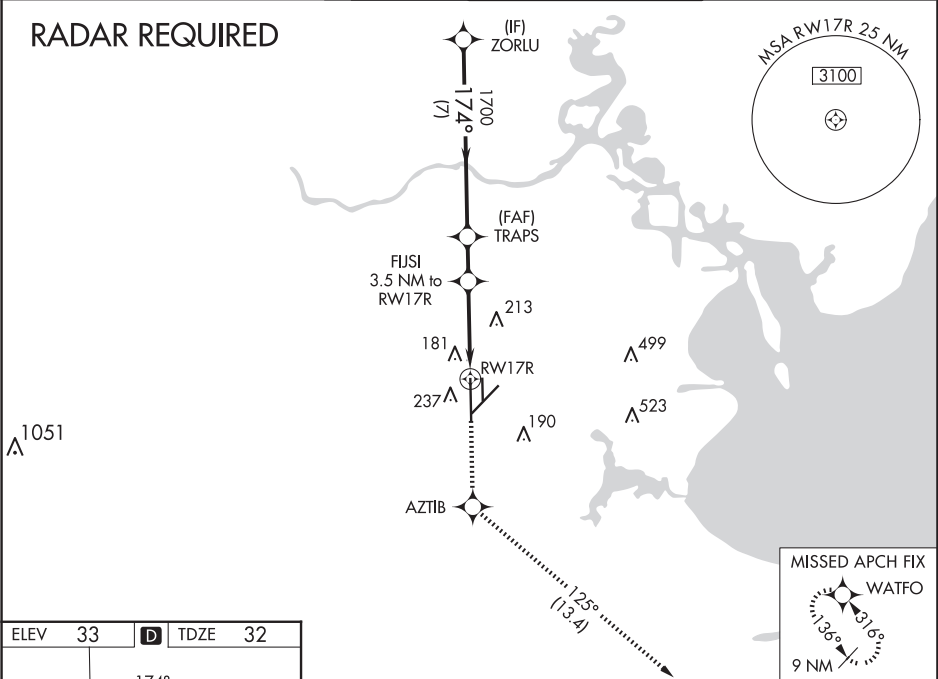 RADAR REQUIRED
(IF)
ZORLU
MSA RW17R 25 NM
3100
1700
174°
(7)
(FAF)
TRAPS
FIJSI
3.5 NM to
RW17R
213
181
499
RW17R
237
523
190
1051
AZTIB
125°
(13.4)
MISSED APCH FIX
WATFO
136°
316°
9 NM
ELEV 33 D TDZE 32